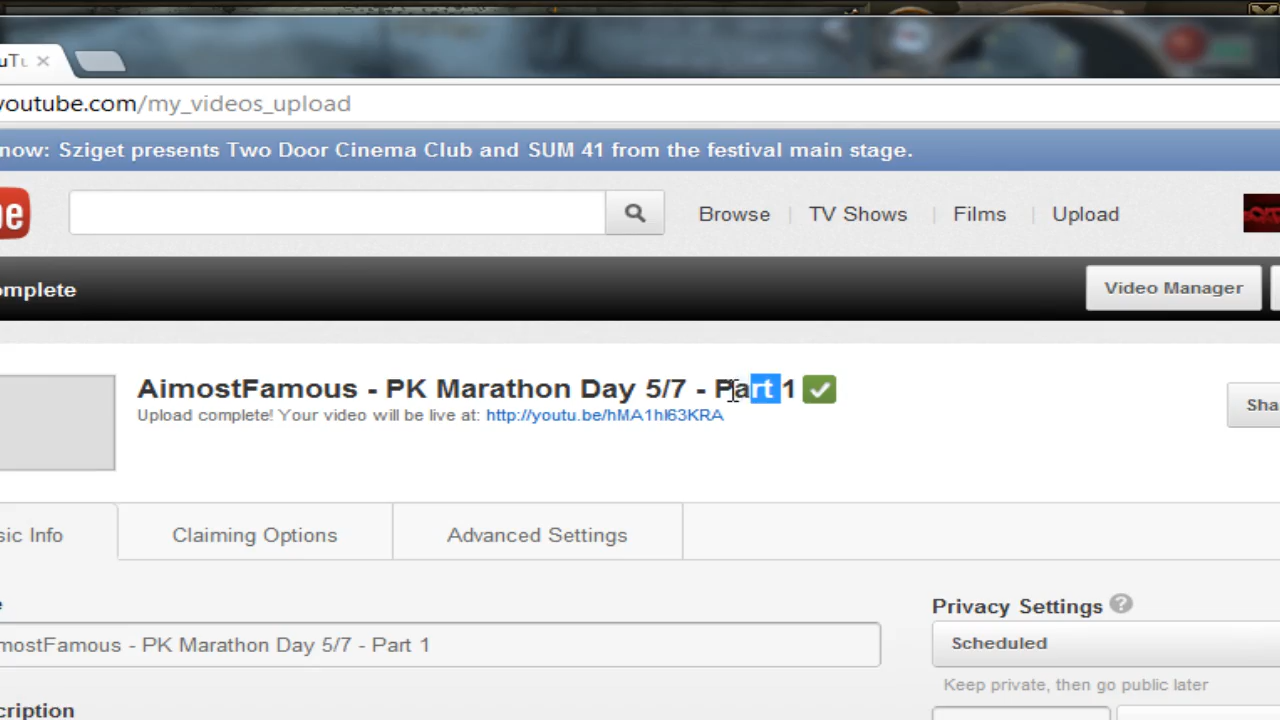 youtube.com/my_videos_upload
now: Sziget presents Two Door Cinema Club and SUM 41 from the festival main stage.
Browse | TV Shows | Films | Upload
omplete
Video Manager
AimostFamous - PK Marathon Day 5/7 - Part 1
Upload complete! Your video will be live at: http://youtu.be/hMA1hl63KRA
Sha
sic Info
Claiming Options
Advanced Settings
Privacy Settings ?
mostFamous - PK Marathon Day 5/7 - Part 1
Scheduled
Keep private, then go public later
cription